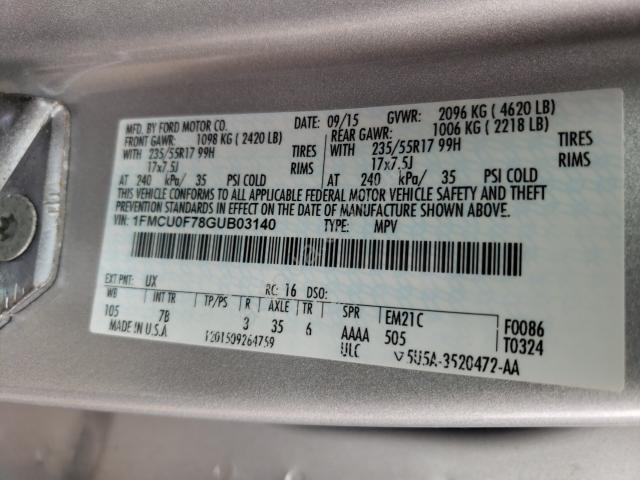 MFD. BY FORD MOTOR CO.
DATE: 09/15 GVWR: 2096 KG ( 4620 LB)
FRONT GAWR: 1098 KG ( 2420 LB)
REAR GAWR: 1006 KG ( 2218 LB)
WITH 235/55R17 99H TIRES
WITH 235/55R17 99H TIRES
17x7.5J RIMS
17x7.5J RIMS
AT 240 kPa/ 35 PSI COLD
AT 240 kPa/ 35 PSI COLD
THIS VEHICLE CONFORMS TO ALL APPLICABLE FEDERAL MOTOR VEHICLE SAFETY AND THEFT
PREVENTION STANDARDS IN EFFECT ON THE DATE OF MANUFACTURE SHOWN ABOVE.
VIN: 1FMCU0F78GUB03140 TYPE: MPV
EXT PNT: UX RC: 16 DSO:
WB INT TR TP/PS R AXLE TR SPR EM21C F0086
105 7B 3 35 6 AAAA 505 T0324
MADE IN U.S.A ULC 5U5A-3520472-AA